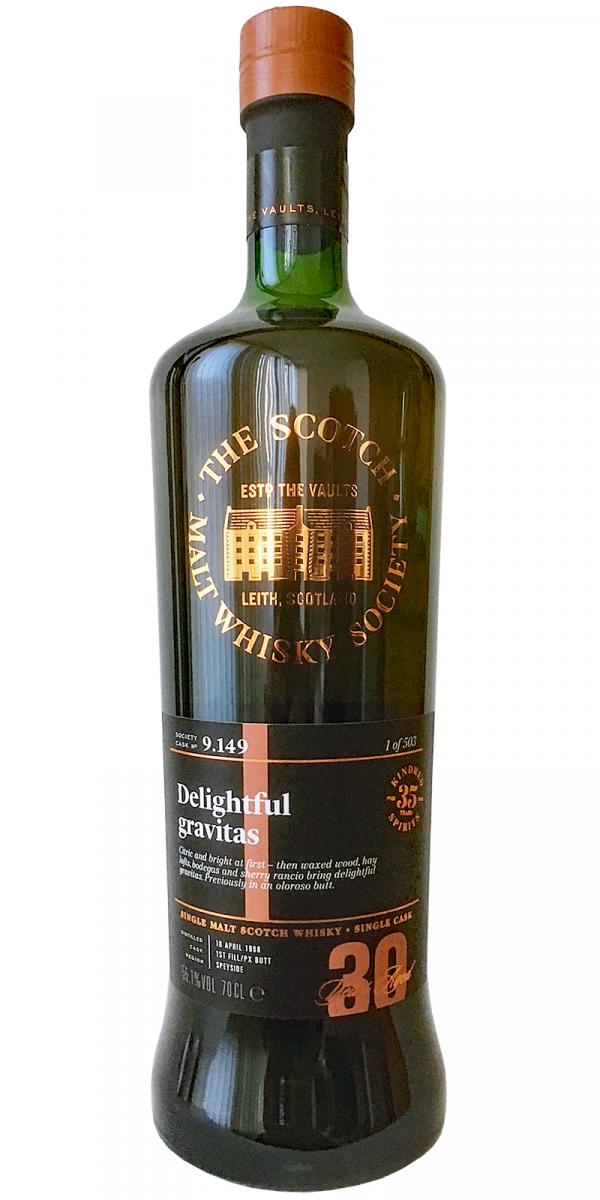 E VAULTS, LE
THE SCOTCH
MALT WHISKY SOCIETY
ESTD THE VAULTS
LEITH, SCOTLAND
SOCIETY
CASK Nº 9.149
1 of 503
KINDRED
35
YEARS
SPIRITS
Delightful
gravitas
Citric and bright at first – then waxed wood, hay
lofts, bodegas and sherry rancio bring delightful
gravitas. Previously in an oloroso butt.
SINGLE MALT SCOTCH WHISKY • SINGLE CASK
DISTILLED 18 APRIL 1988
CASK 1ST FILL/PX BUTT
REGION SPEYSIDE
55.1%VOL 70CL ℮
30
Years Aged